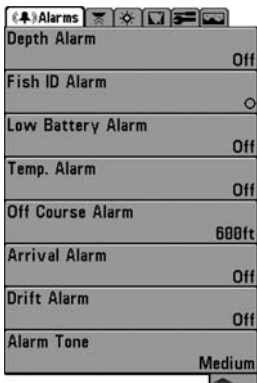 Alarms
Depth Alarm
Off
Fish ID Alarm
Low Battery Alarm
Off
Temp. Alarm
Off
Off Course Alarm
600ft
Arrival Alarm
Off
Drift Alarm
Off
Alarm Tone
Medium